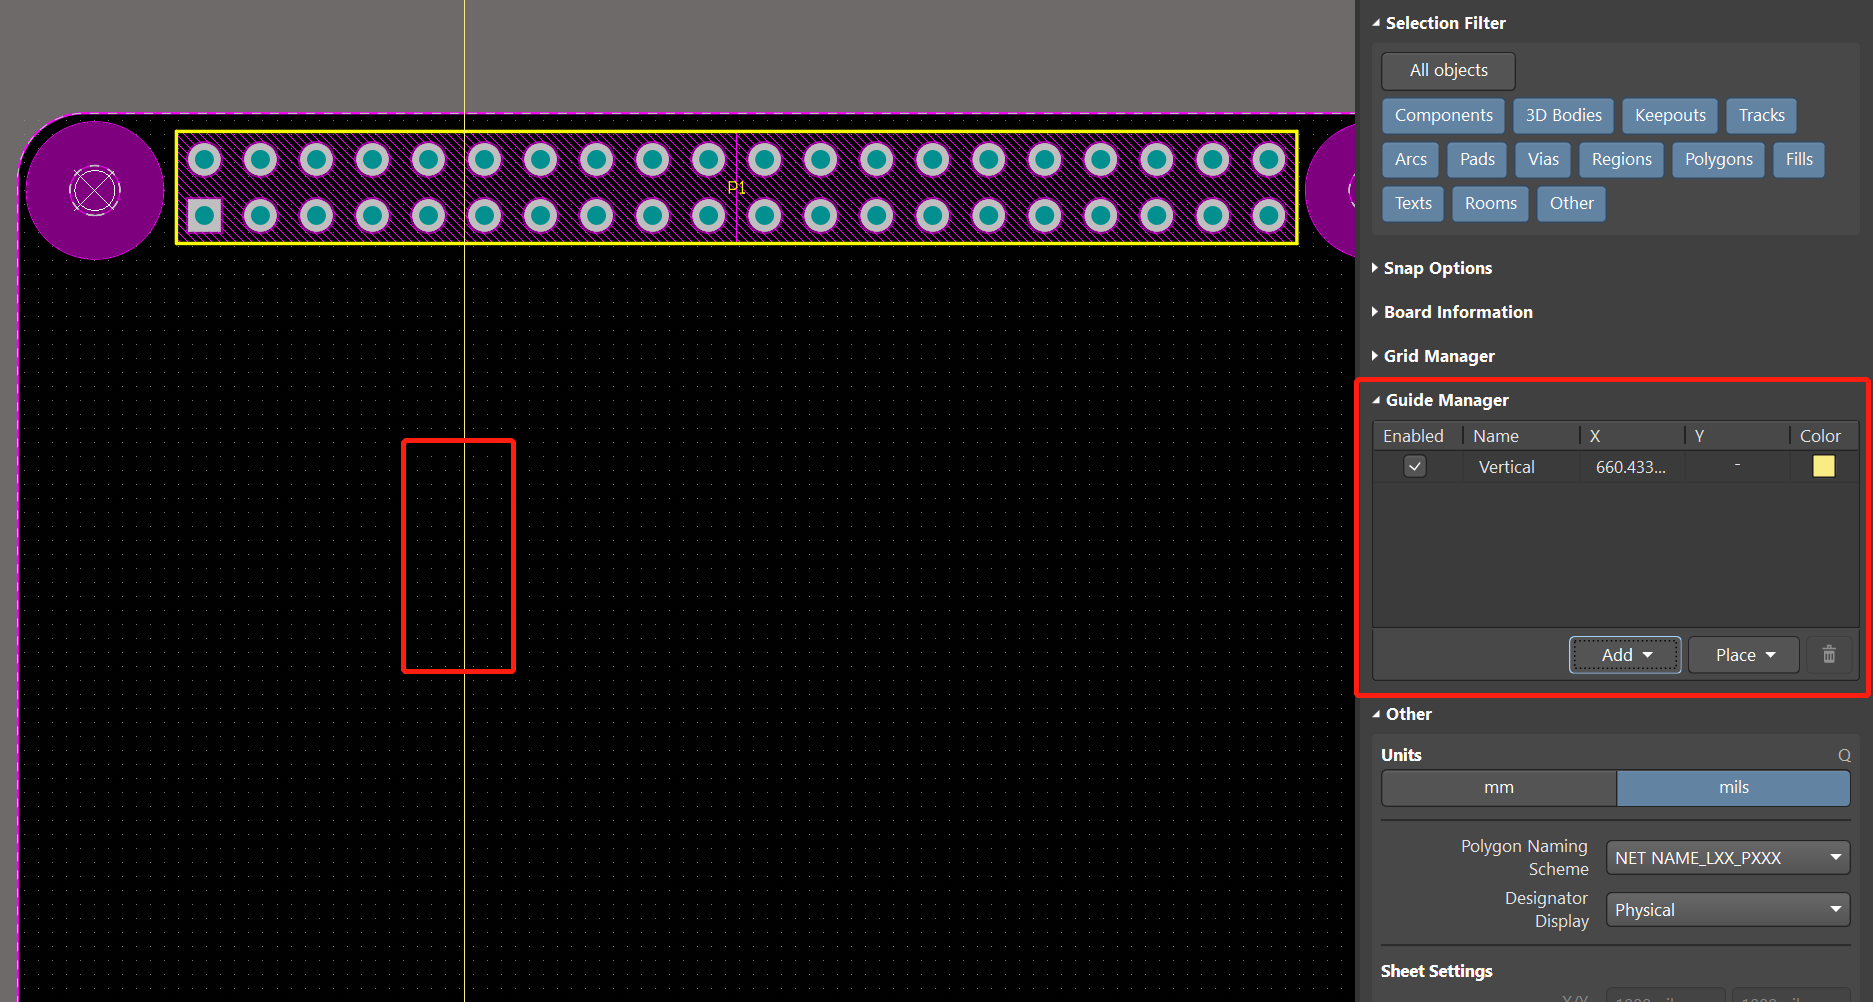 P1
Selection Filter
All objects
Components 3D Bodies Keepouts Tracks
Arcs Pads Vias Regions Polygons Fills
Texts Rooms Other
Snap Options
Board Information
Grid Manager
Guide Manager
Enabled Name X Y Color
Vertical 660.433... -
Add Place
Other
Units Q
mm mils
Polygon Naming
Scheme
NET NAME_LXX_PXXX
Designator
Display
Physical
Sheet Settings